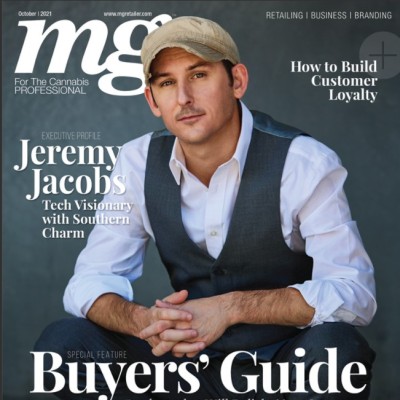 October | 2021
www.mgretailer.com
RETAILING | BUSINESS | BRANDING
mg
For The Cannabis
PROFESSIONAL
How to Build
Customer
Loyalty
EXECUTIVE PROFILE
Jeremy
Jacobs
Tech Visionary
with Southern
Charm
SPECIAL FEATURE
Buyers' Guide